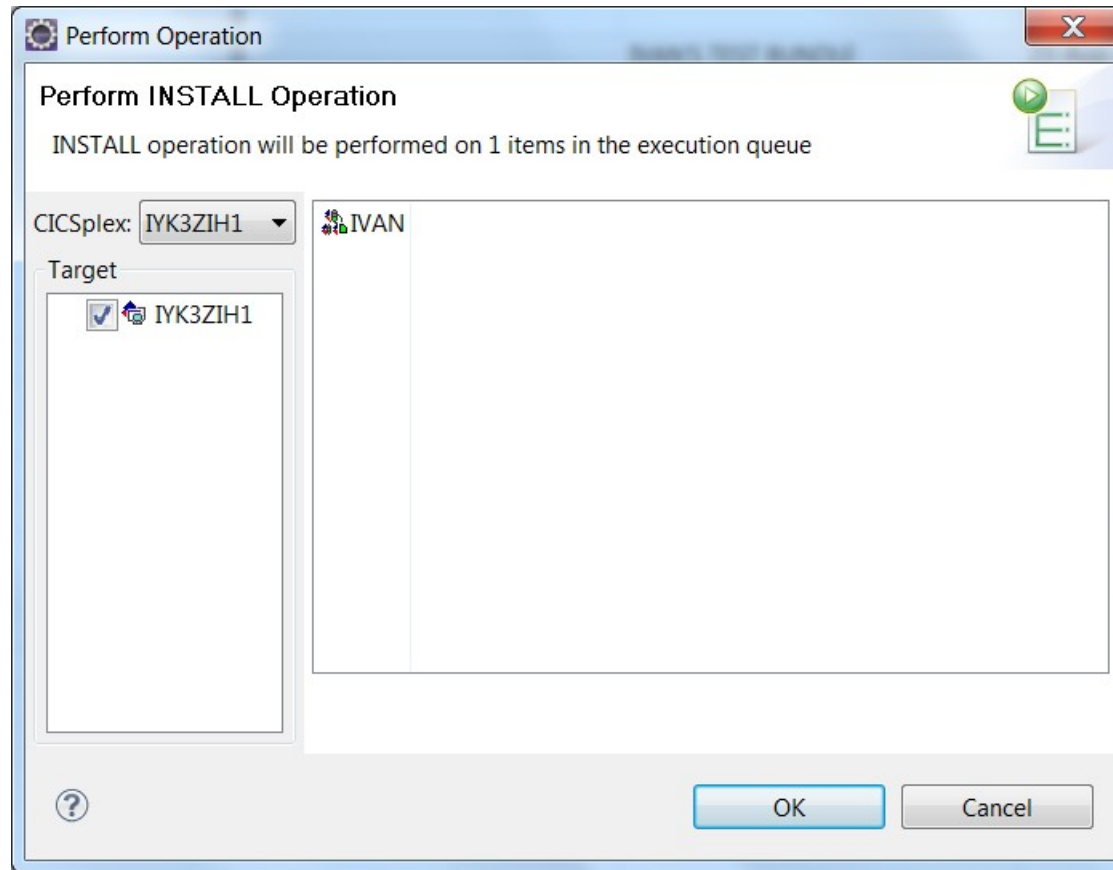 Perform Operation
Perform INSTALL Operation
INSTALL operation will be performed on 1 items in the execution queue
CICSplex: IYK3ZIH1
IVAN
Target
IYK3ZIH1
OK
Cancel